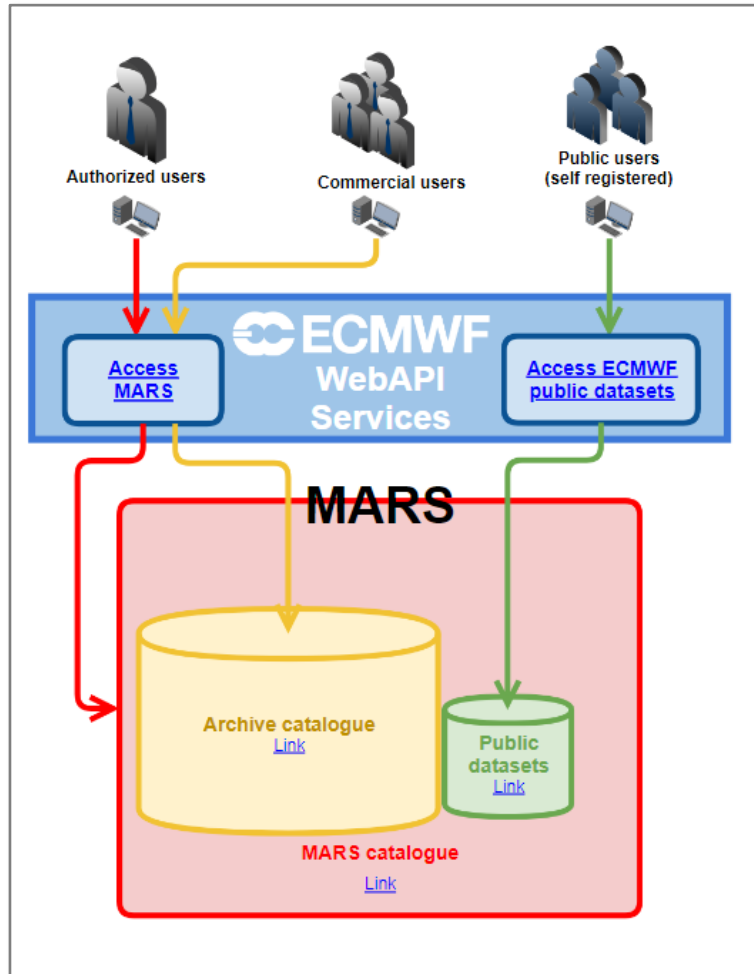 Authorized users
Commercial users
Public users
(self registered)
ECMWF
WebAPI
Services
Access
MARS
Access ECMWF
public datasets
MARS
Archive catalogue
Link
Public
datasets
Link
MARS catalogue
Link